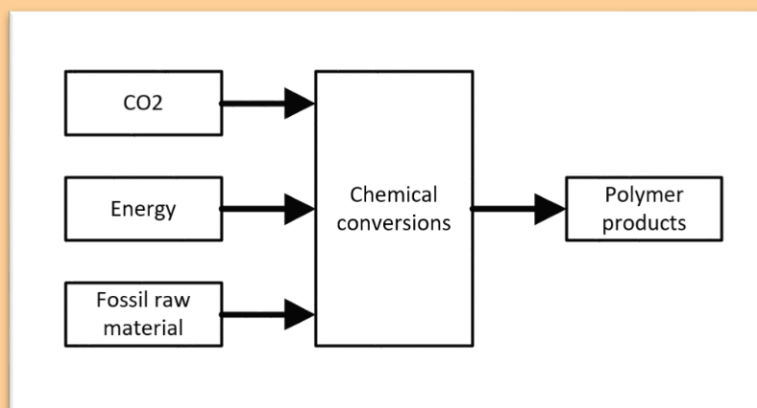 CO2
Energy
Fossil raw
material
Chemical
conversions
Polymer
products